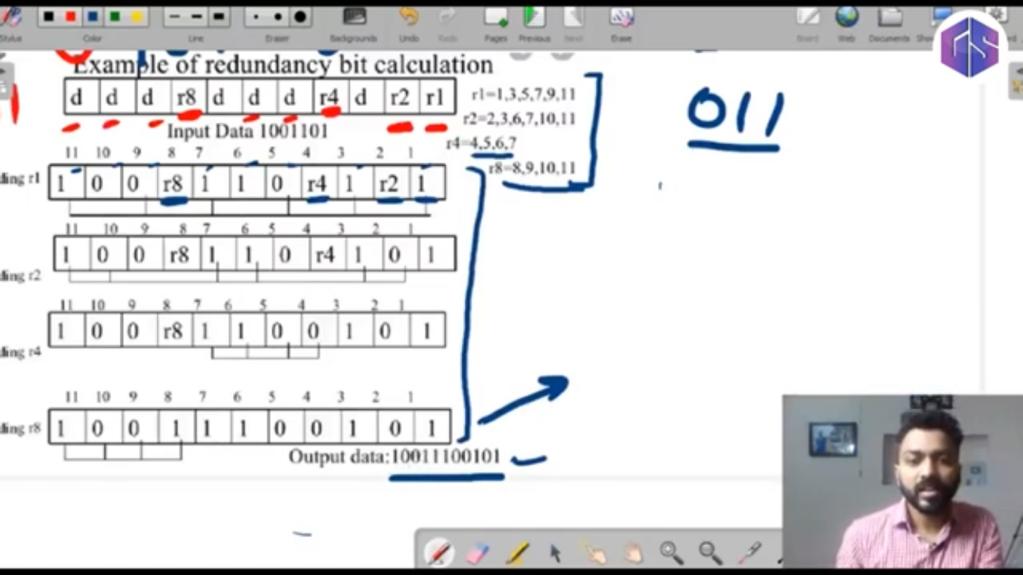 Stylus Color Eraser Backgrounds Undo Redo Pages Previous Next Erase Board Web Documents
Example of redundancy bit calculation
d d d r8 d d d r4 d r2 r1
r1=1,3,5,7,9,11
r2=2,3,6,7,10,11
r4=4,5,6,7
r8=8,9,10,11
011
Input Data 1001101
11 10 9 8 7 6 5 4 3 2 1
ding r1 1 0 0 r8 1 1 0 r4 1 r2 1
11 10 9 8 7 6 5 4 3 2 1
ding r2 1 0 0 r8 1 1 0 r4 1 0 1
11 10 9 8 7 6 5 4 3 2 1
ding r4 1 0 0 r8 1 1 0 0 1 0 1
11 10 9 8 7 6 5 4 3 2 1
ding r8 1 0 0 1 1 1 0 0 1 0 1
Output data:10011100101